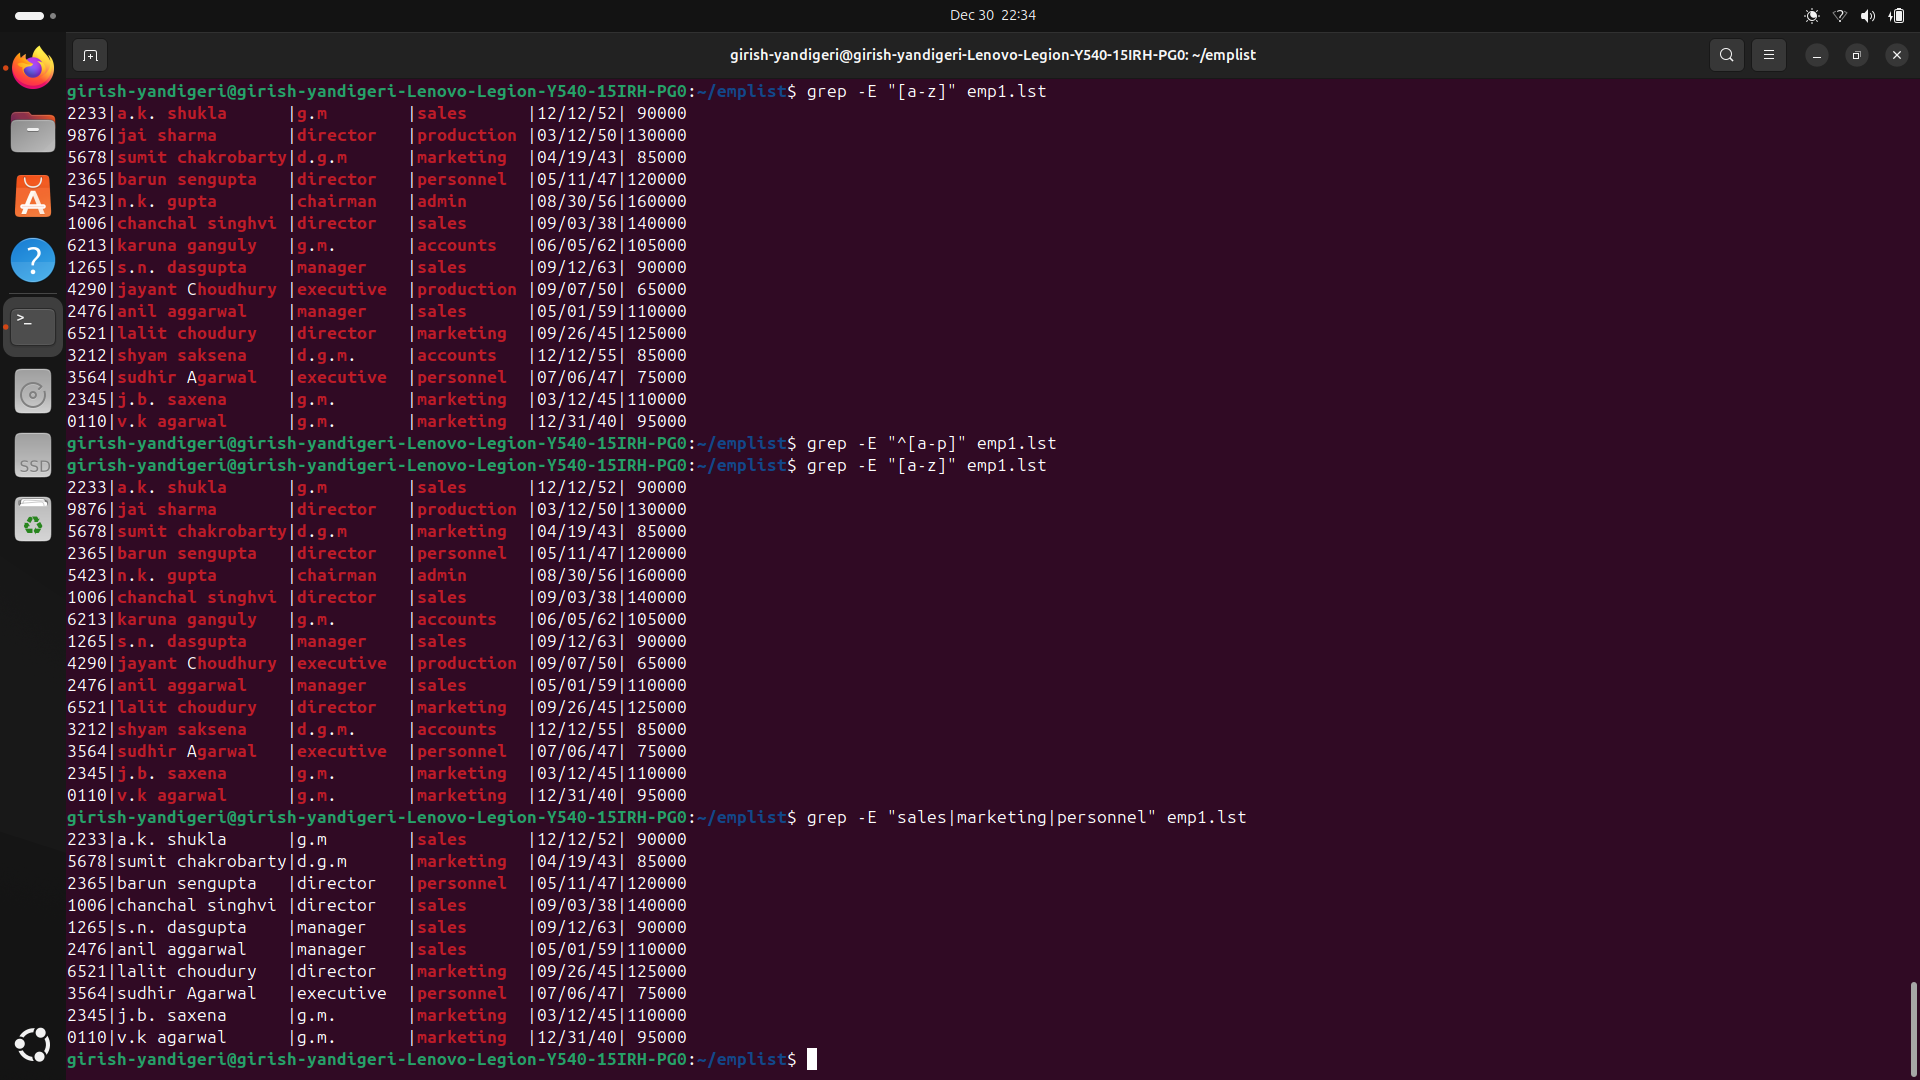 Dec 30 22:34
girish-yandigeri@girish-yandigeri-Lenovo-Legion-Y540-15IRH-PG0: ~/emplist
girish-yandigeri@girish-yandigeri-Lenovo-Legion-Y540-15IRH-PG0:~/emplist$ grep -E "[a-z]" emp1.lst
2233|a.k. shukla      |g.m        |sales      |12/12/52| 90000
9876|jai sharma       |director   |production |03/12/50|130000
5678|sumit chakrobarty|d.g.m      |marketing  |04/19/43| 85000
2365|barun sengupta   |director   |personnel  |05/11/47|120000
5423|n.k. gupta       |chairman   |admin      |08/30/56|160000
1006|chanchal singhvi |director   |sales      |09/03/38|140000
6213|karuna ganguly   |g.m.       |accounts   |06/05/62|105000
1265|s.n. dasgupta    |manager    |sales      |09/12/63| 90000
4290|jayant Choudhury |executive  |production |09/07/50| 65000
2476|anil aggarwal    |manager    |sales      |05/01/59|110000
6521|lalit choudury   |director   |marketing  |09/26/45|125000
3212|shyam saksena    |d.g.m.     |accounts   |12/12/55| 85000
3564|sudhir Agarwal   |executive  |personnel  |07/06/47| 75000
2345|j.b. saxena      |g.m.       |marketing  |03/12/45|110000
0110|v.k agarwal      |g.m.       |marketing  |12/31/40| 95000
girish-yandigeri@girish-yandigeri-Lenovo-Legion-Y540-15IRH-PG0:~/emplist$ grep -E "^[a-p]" emp1.lst
girish-yandigeri@girish-yandigeri-Lenovo-Legion-Y540-15IRH-PG0:~/emplist$ grep -E "[a-z]" emp1.lst
2233|a.k. shukla      |g.m        |sales      |12/12/52| 90000
9876|jai sharma       |director   |production |03/12/50|130000
5678|sumit chakrobarty|d.g.m      |marketing  |04/19/43| 85000
2365|barun sengupta   |director   |personnel  |05/11/47|120000
5423|n.k. gupta       |chairman   |admin      |08/30/56|160000
1006|chanchal singhvi |director   |sales      |09/03/38|140000
6213|karuna ganguly   |g.m.       |accounts   |06/05/62|105000
1265|s.n. dasgupta    |manager    |sales      |09/12/63| 90000
4290|jayant Choudhury |executive  |production |09/07/50| 65000
2476|anil aggarwal    |manager    |sales      |05/01/59|110000
6521|lalit choudury   |director   |marketing  |09/26/45|125000
3212|shyam saksena    |d.g.m.     |accounts   |12/12/55| 85000
3564|sudhir Agarwal   |executive  |personnel  |07/06/47| 75000
2345|j.b. saxena      |g.m.       |marketing  |03/12/45|110000
0110|v.k agarwal      |g.m.       |marketing  |12/31/40| 95000
girish-yandigeri@girish-yandigeri-Lenovo-Legion-Y540-15IRH-PG0:~/emplist$ grep -E "sales|marketing|personnel" emp1.lst
2233|a.k. shukla      |g.m        |sales      |12/12/52| 90000
5678|sumit chakrobarty|d.g.m      |marketing  |04/19/43| 85000
2365|barun sengupta   |director   |personnel  |05/11/47|120000
1006|chanchal singhvi |director   |sales      |09/03/38|140000
1265|s.n. dasgupta    |manager    |sales      |09/12/63| 90000
2476|anil aggarwal    |manager    |sales      |05/01/59|110000
6521|lalit choudury   |director   |marketing  |09/26/45|125000
3564|sudhir Agarwal   |executive  |personnel  |07/06/47| 75000
2345|j.b. saxena      |g.m.       |marketing  |03/12/45|110000
0110|v.k agarwal      |g.m.       |marketing  |12/31/40| 95000
girish-yandigeri@girish-yandigeri-Lenovo-Legion-Y540-15IRH-PG0:~/emplist$
SSD